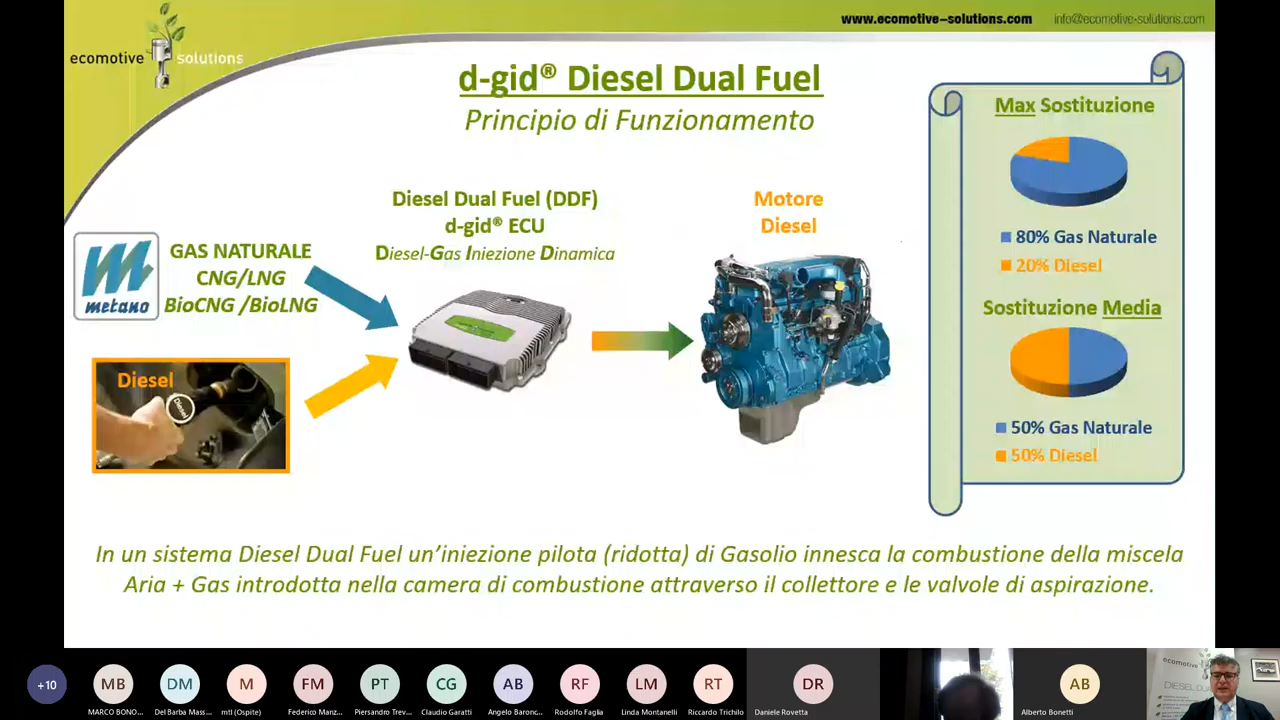 www.ecomotive-solutions.com
info@ecomotive-solutions.com
ecomotive solutions
d-gid® Diesel Dual Fuel
Principio di Funzionamento
Max Sostituzione
80% Gas Naturale
20% Diesel
Sostituzione Media
50% Gas Naturale
50% Diesel
Diesel Dual Fuel (DDF)
d-gid® ECU
Diesel-Gas Iniezione Dinamica
Motore
Diesel
metano
GAS NATURALE
CNG/LNG
BioCNG /BioLNG
Diesel
Diesel
In un sistema Diesel Dual Fuel un’iniezione pilota (ridotta) di Gasolio innesca la combustione della miscela
Aria + Gas introdotta nella camera di combustione attraverso il collettore e le valvole di aspirazione.
+10
MB
DM
M
FM
PT
CG
AB
RF
LM
RT
DR
AB
MARCO BONO...
Del Barba Mass...
mtl (Ospite)
Federico Manz...
Piersandro Trev...
Claudio Garatti
Angelo Baronc...
Rodolfo Faglia
Linda Montanelli
Riccardo Trichilo
Daniele Rovetta
Alberto Bonetti
ecomotive